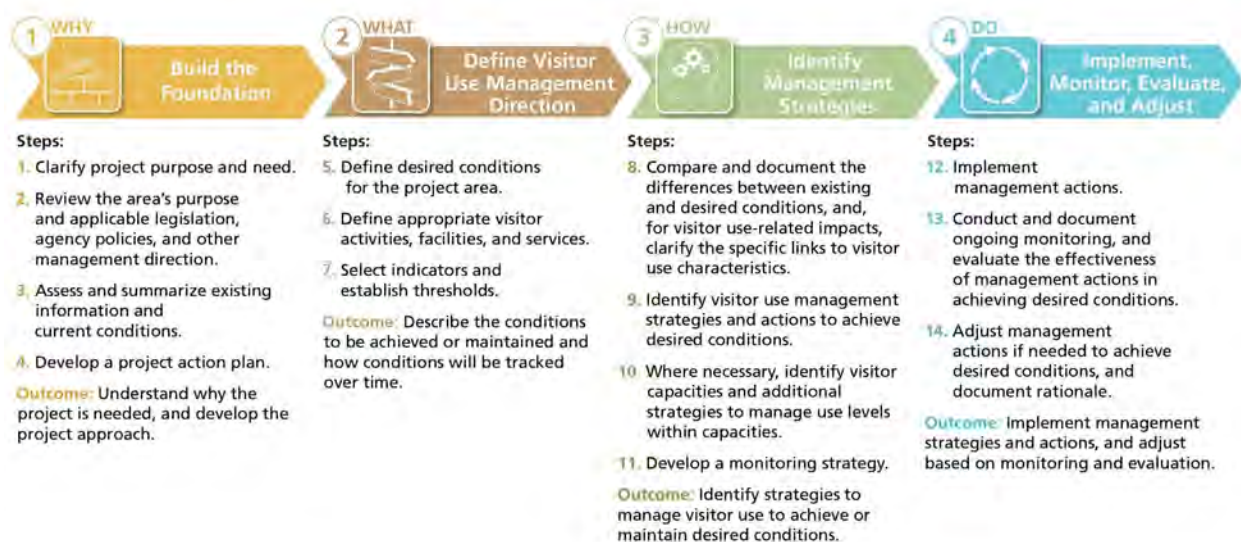 1 WHY
Build the
Foundation
Steps:
1. Clarify project purpose and need.
2. Review the area's purpose
and applicable legislation,
agency policies, and other
management direction.
3. Assess and summarize existing
information and
current conditions.
4. Develop a project action plan.
Outcome: Understand why the
project is needed, and develop the
project approach.
2 WHAT
Define Visitor
Use Management
Direction
Steps:
5. Define desired conditions
for the project area.
6. Define appropriate visitor
activities, facilities, and services.
7. Select indicators and
establish thresholds.
Outcome: Describe the conditions
to be achieved or maintained and
how conditions will be tracked
over time.
3 HOW
Identify
Management
Strategies
Steps:
8. Compare and document the
differences between existing
and desired conditions, and,
for visitor use-related impacts,
clarify the specific links to visitor
use characteristics.
9. Identify visitor use management
strategies and actions to achieve
desired conditions.
10. Where necessary, identify visitor
capacities and additional
strategies to manage use levels
within capacities.
11. Develop a monitoring strategy.
Outcome: Identify strategies to
manage visitor use to achieve or
maintain desired conditions.
4 DO
Implement,
Monitor, Evaluate,
and Adjust
Steps:
12. Implement
management actions.
13. Conduct and document
ongoing monitoring, and
evaluate the effectiveness
of management actions in
achieving desired conditions.
14. Adjust management
actions if needed to achieve
desired conditions, and
document rationale.
Outcome: Implement management
strategies and actions, and adjust
based on monitoring and evaluation.